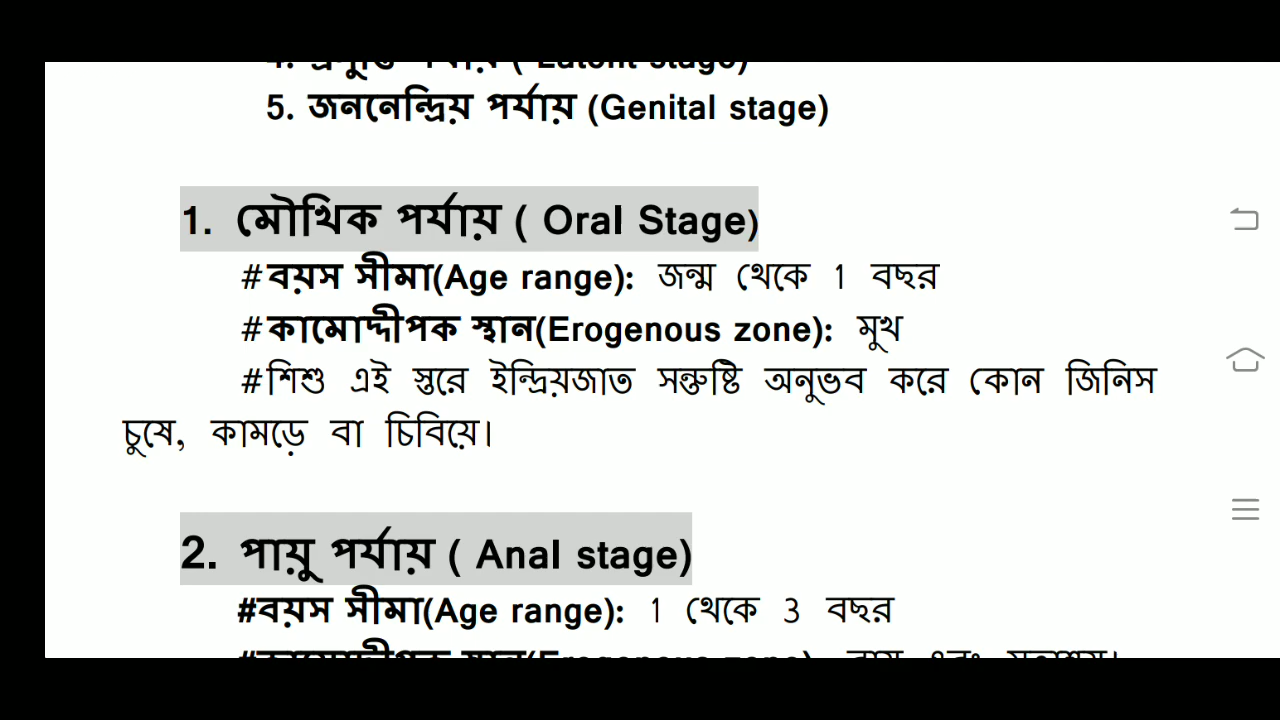 5. জননেন্দ্রিয় পর্যায় (Genital stage)
1. মৌখিক পর্যায় ( Oral Stage)
#বয়স সীমা(Age range): জন্ম থেকে 1 বছর
#কামোদ্দীপক স্থান(Erogenous zone): মুখ
#শিশু এই স্তরে ইন্দ্রিয়জাত সন্তুষ্টি অনুভব করে কোন জিনিস
চুষে, কামড়ে বা চিবিয়ে।
2. পায়ু পর্যায় ( Anal stage)
#বয়স সীমা(Age range): 1 থেকে 3 বছর